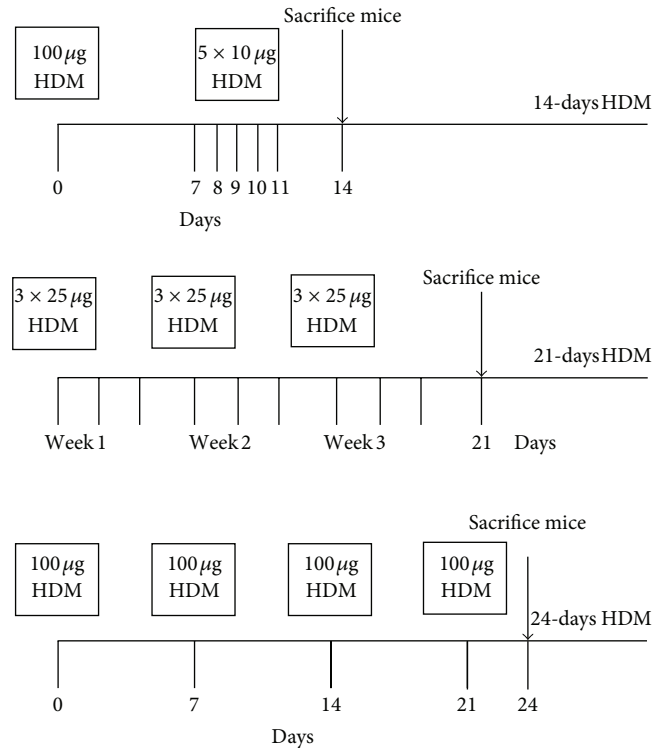 Sacrifice mice
100 μg
HDM
5 × 10 μg
HDM
14-days HDM
0
7
8
9
10
11
14
Days
3 × 25 μg
HDM
3 × 25 μg
HDM
3 × 25 μg
HDM
Sacrifice mice
21-days HDM
Week 1
Week 2
Week 3
21
Days
Sacrifice mice
100 μg
HDM
100 μg
HDM
100 μg
HDM
100 μg
HDM
24-days HDM
0
7
14
21
24
Days